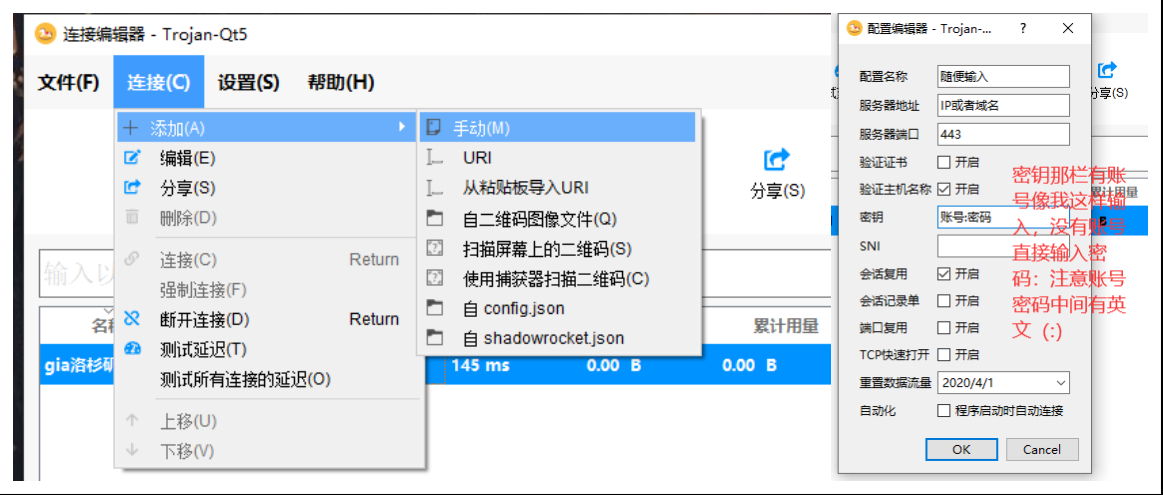 连接编辑器 - Trojan-Qt5
文件(F) 连接(C) 设置(S) 帮助(H)
添加(A)
编辑(E)
分享(S)
删除(D)
连接(C) Return
强制连接(F)
断开连接(D) Return
测试延迟(T)
测试所有连接的延迟(O)
上移(U)
下移(V)
手动(M)
URI
从粘贴板导入URI
自二维码图像文件(Q)
扫描屏幕上的二维码(S)
使用捕获器扫描二维码(C)
自 config.json
自 shadowrocket.json
分享(S)
输入以
累计用量
gia洛杉矶 145 ms 0.00 B 0.00 B
配置编辑器 - Trojan-...
配置名称 随便输入
服务器地址 IP或者域名
服务器端口 443
验证证书 开启
验证主机名称 开启
密钥 账号:密码
SNI
会话复用 开启
会话记录单 开启
端口复用 开启
TCP快速打开 开启
重置数据流量 2020/4/1
自动化 程序启动时自动连接
OK Cancel
分享(S)
累计用量
密钥那栏有账
号像我这样输
入，没有账号
直接输入密
码：注意账号
密码中间有英
文（:）